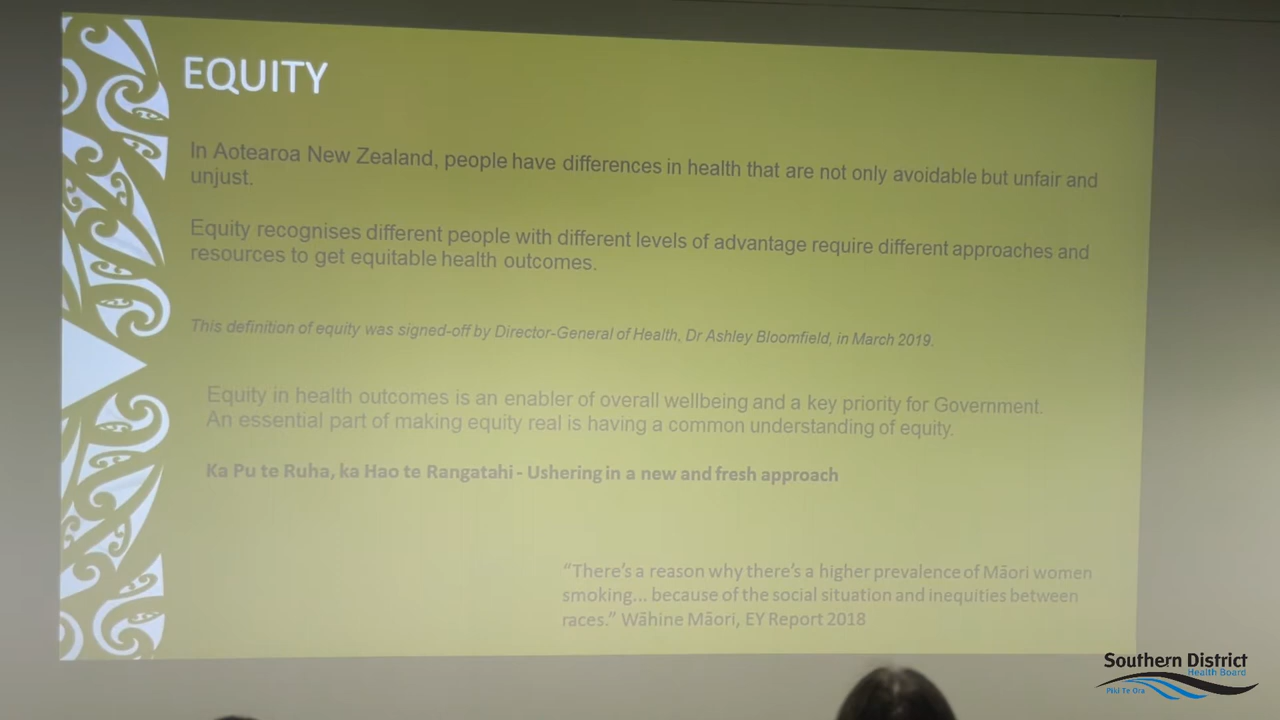 EQUITY
In Aotearoa New Zealand, people have differences in health that are not only avoidable but unfair and
unjust.
Equity recognises different people with different levels of advantage require different approaches and
resources to get equitable health outcomes.
This definition of equity was signed-off by Director-General of Health, Dr Ashley Bloomfield, in March 2019.
Equity in health outcomes is an enabler of overall wellbeing and a key priority for Government.
An essential part of making equity real is having a common understanding of equity.
Ka Pu te Ruha, ka Hao te Rangatahi - Ushering in a new and fresh approach
“There’s a reason why there’s a higher prevalence of Māori women
smoking... because of the social situation and inequities between
races.” Wāhine Māori, EY Report 2018
Southern District
Health Board
Piki Te Ora